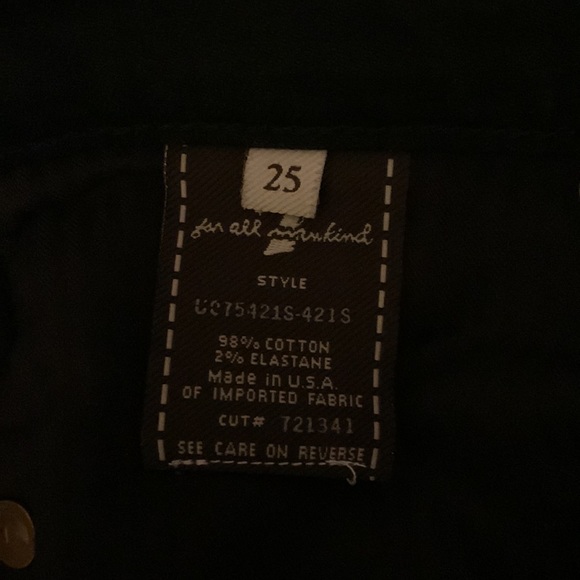 25
for all mankind
STYLE
U075421S-421S
98% COTTON
2% ELASTANE
Made in U.S.A.
OF IMPORTED FABRIC
CUT# 721341
SEE CARE ON REVERSE